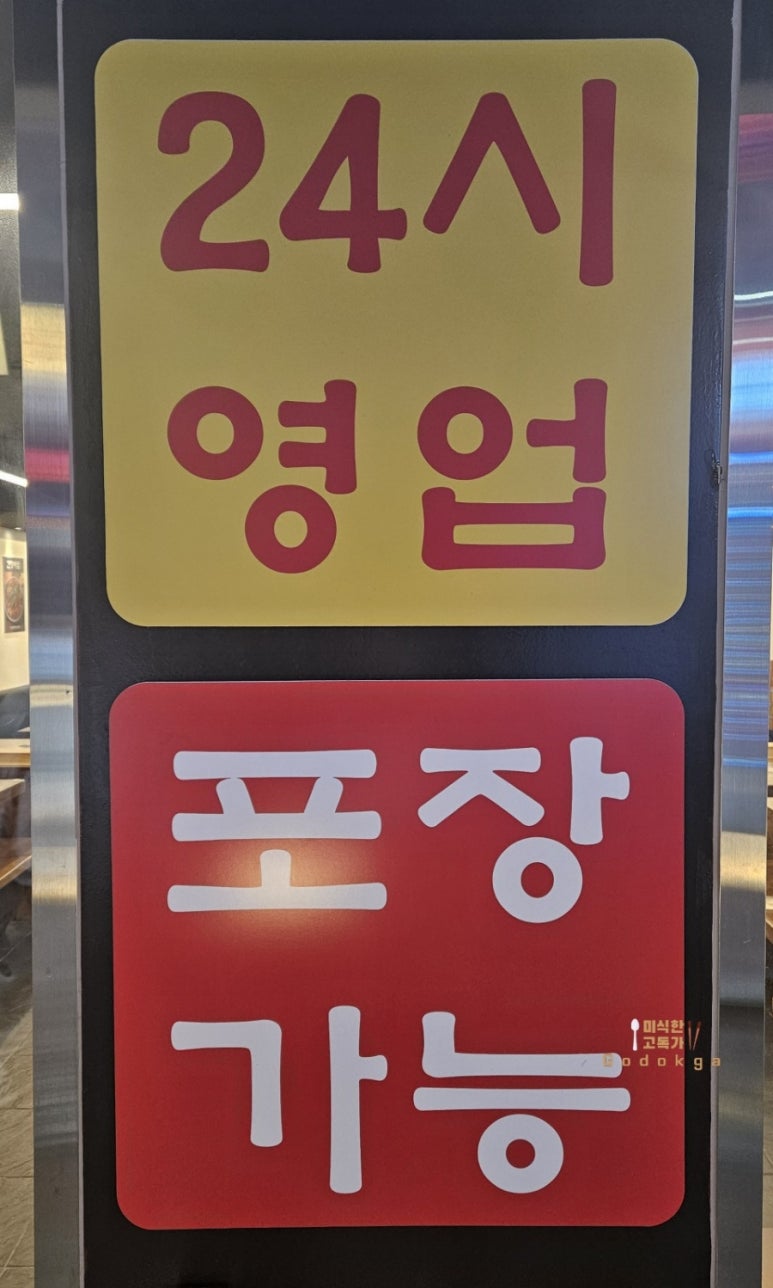 24시
영업
포장
가능
미식한
고독가
Godokga